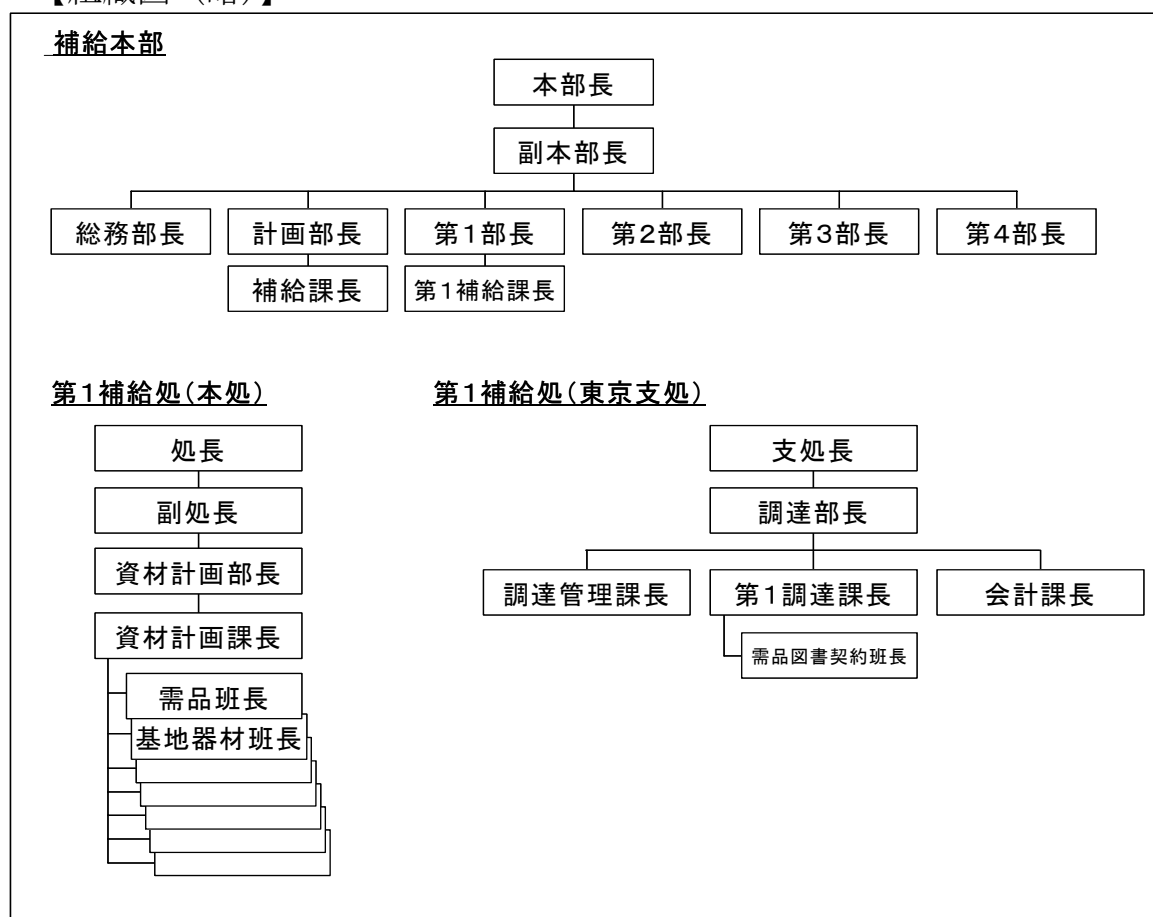 補給本部
本部長
副本部長
総務部長 計画部長 第1部長 第2部長 第3部長 第4部長
補給課長 第1補給課長
第1補給処(本処) 第1補給処(東京支処)
処長 支処長
副処長 調達部長
資材計画部長 調達管理課長 第1調達課長 会計課長
資材計画課長 需品図書契約班長
需品班長
基地器材班長